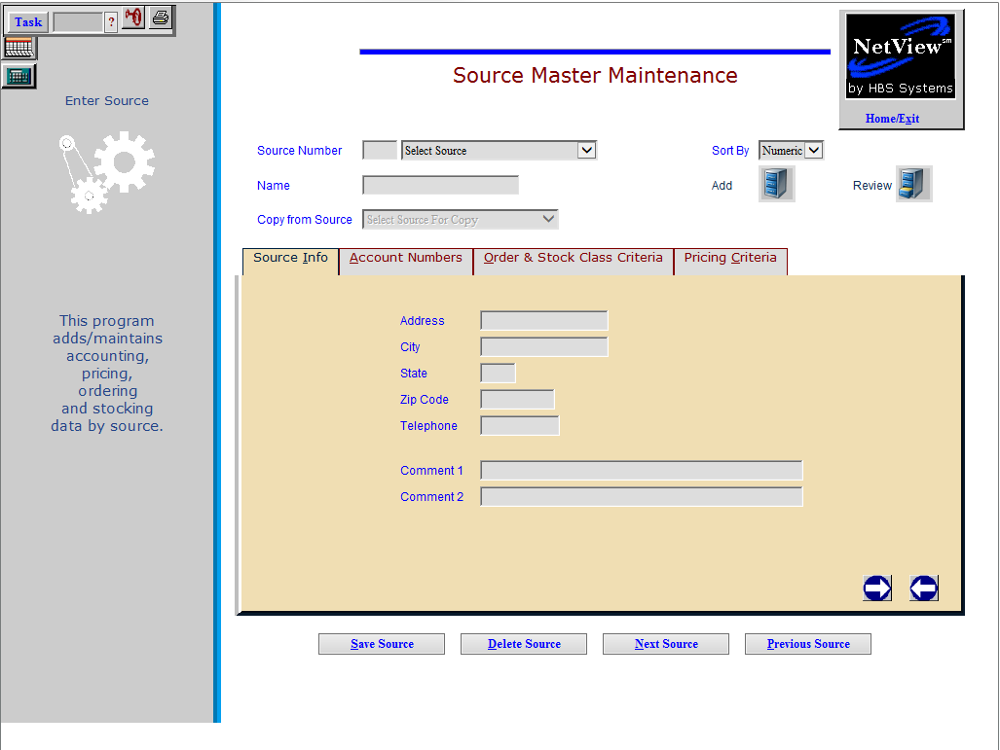 Task
?
Enter Source
This program
adds/maintains
accounting,
pricing,
ordering
and stocking
data by source.
Source Master Maintenance
NetView℠
by HBS Systems
Home/Exit
Source Number Select Source Sort By Numeric
Name Add Review
Copy from Source Select Source For Copy
Source Info Account Numbers Order & Stock Class Criteria Pricing Criteria
Address
City
State
Zip Code
Telephone
Comment 1
Comment 2
Save Source Delete Source Next Source Previous Source